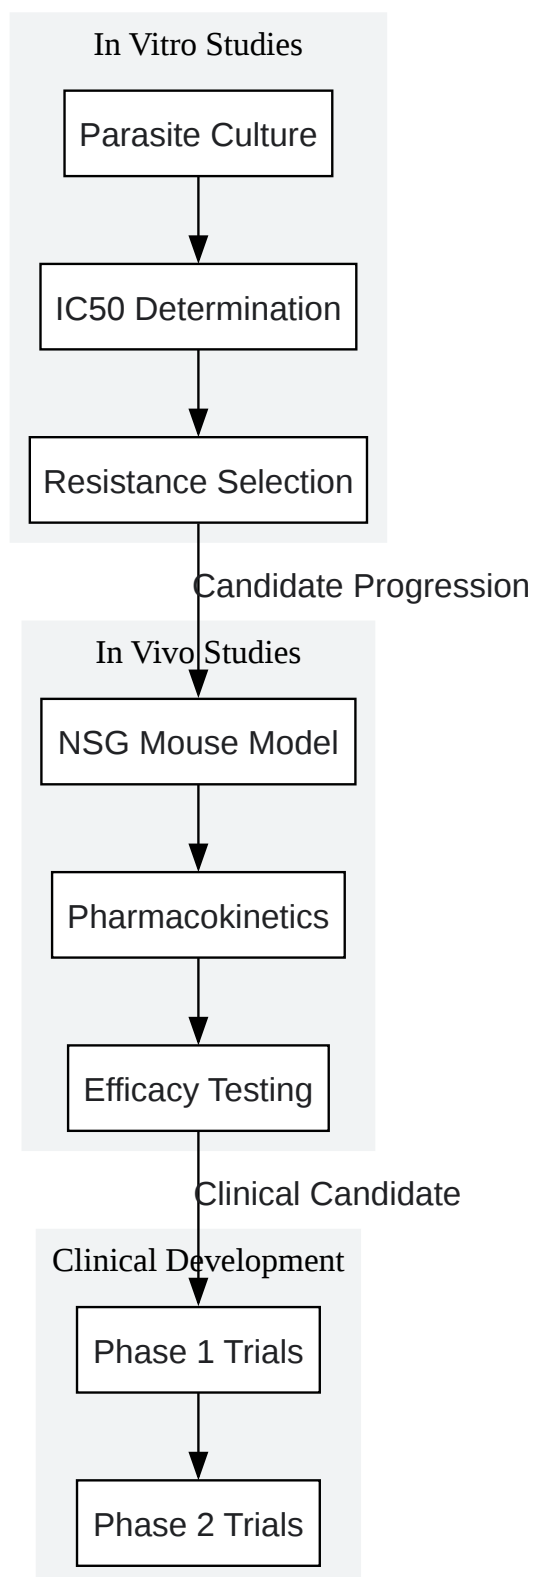 In Vitro Studies
Parasite Culture
IC50 Determination
Resistance Selection
Candidate Progression
In Vivo Studies
NSG Mouse Model
Pharmacokinetics
Efficacy Testing
Clinical Candidate
Clinical Development
Phase 1 Trials
Phase 2 Trials